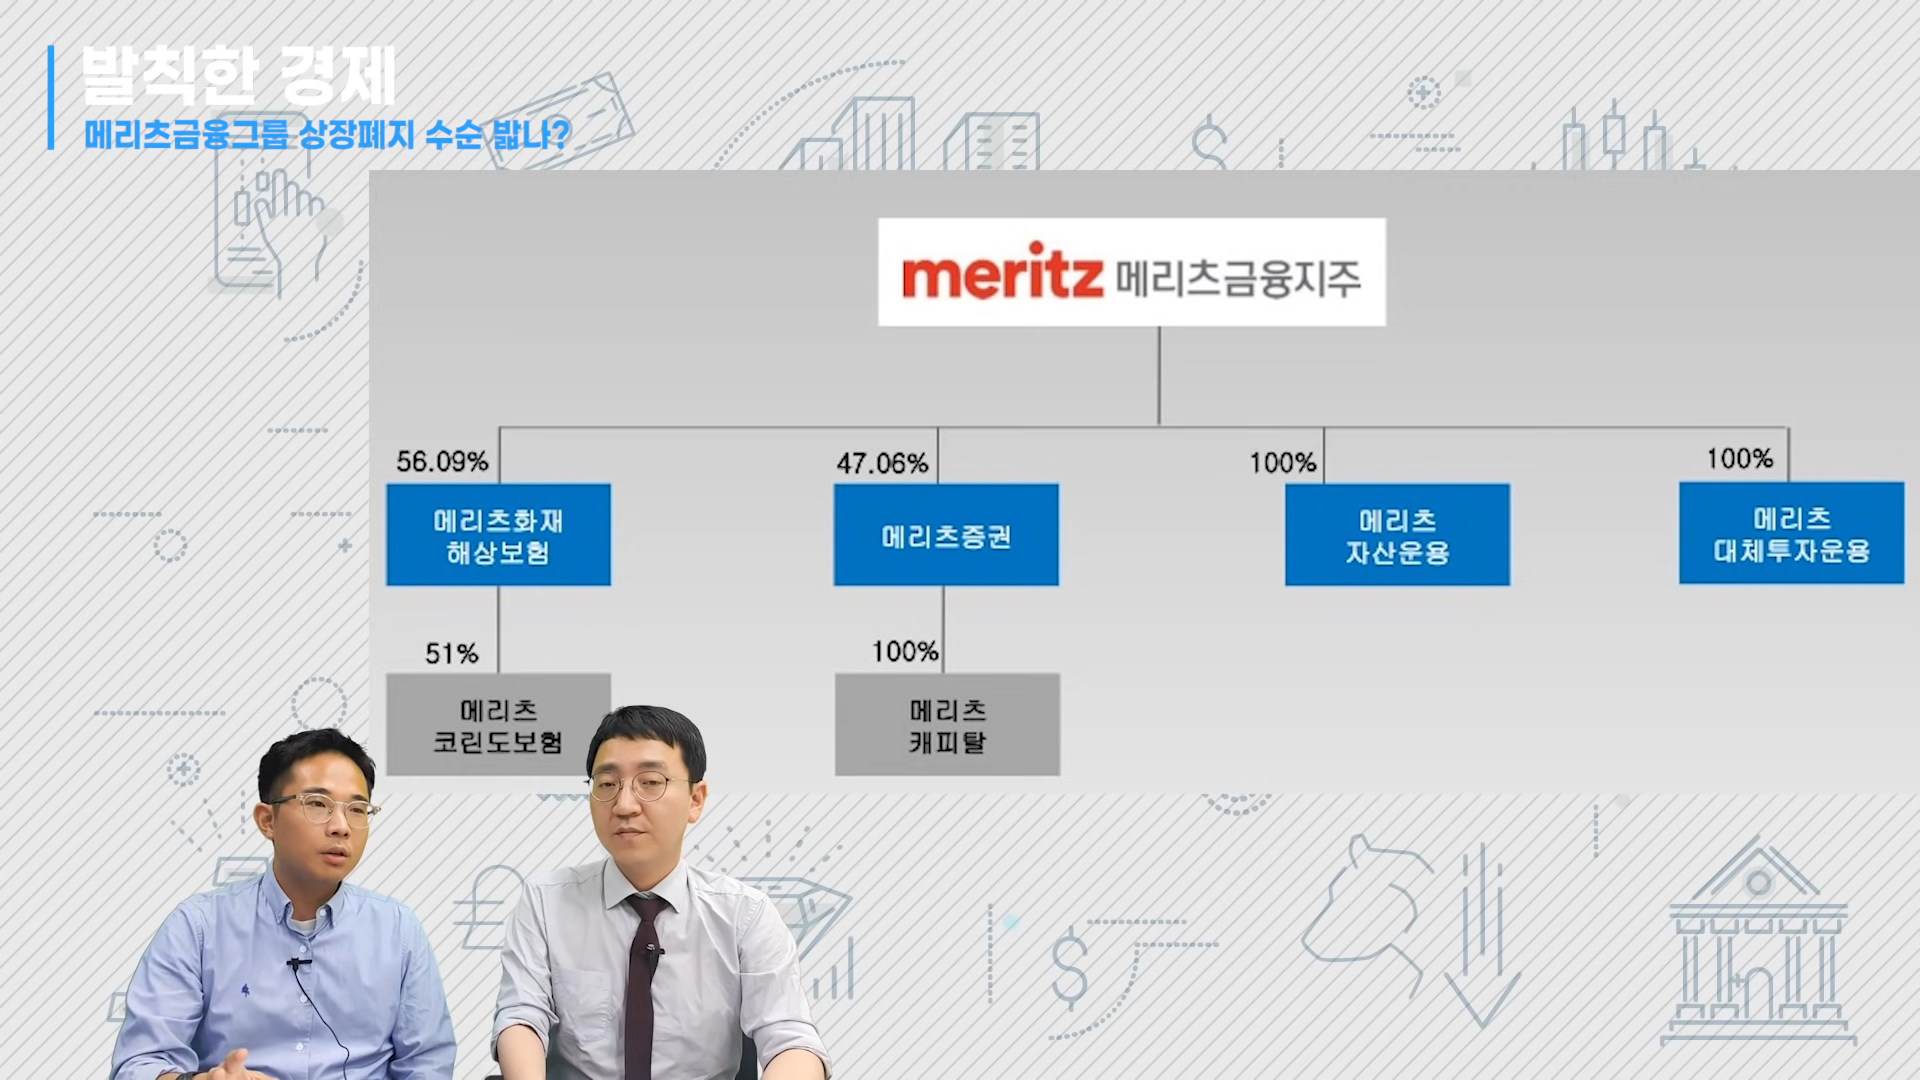 발칙한 경제
메리츠금융그룹 상장폐지 수순 밟나?
meritz 메리츠금융지주
56.09%
47.06%
100%
100%
메리츠화재
해상보험
메리츠증권
메리츠
자산운용
메리츠
대체투자운용
51%
100%
메리츠
코린도보험
메리츠
캐피탈